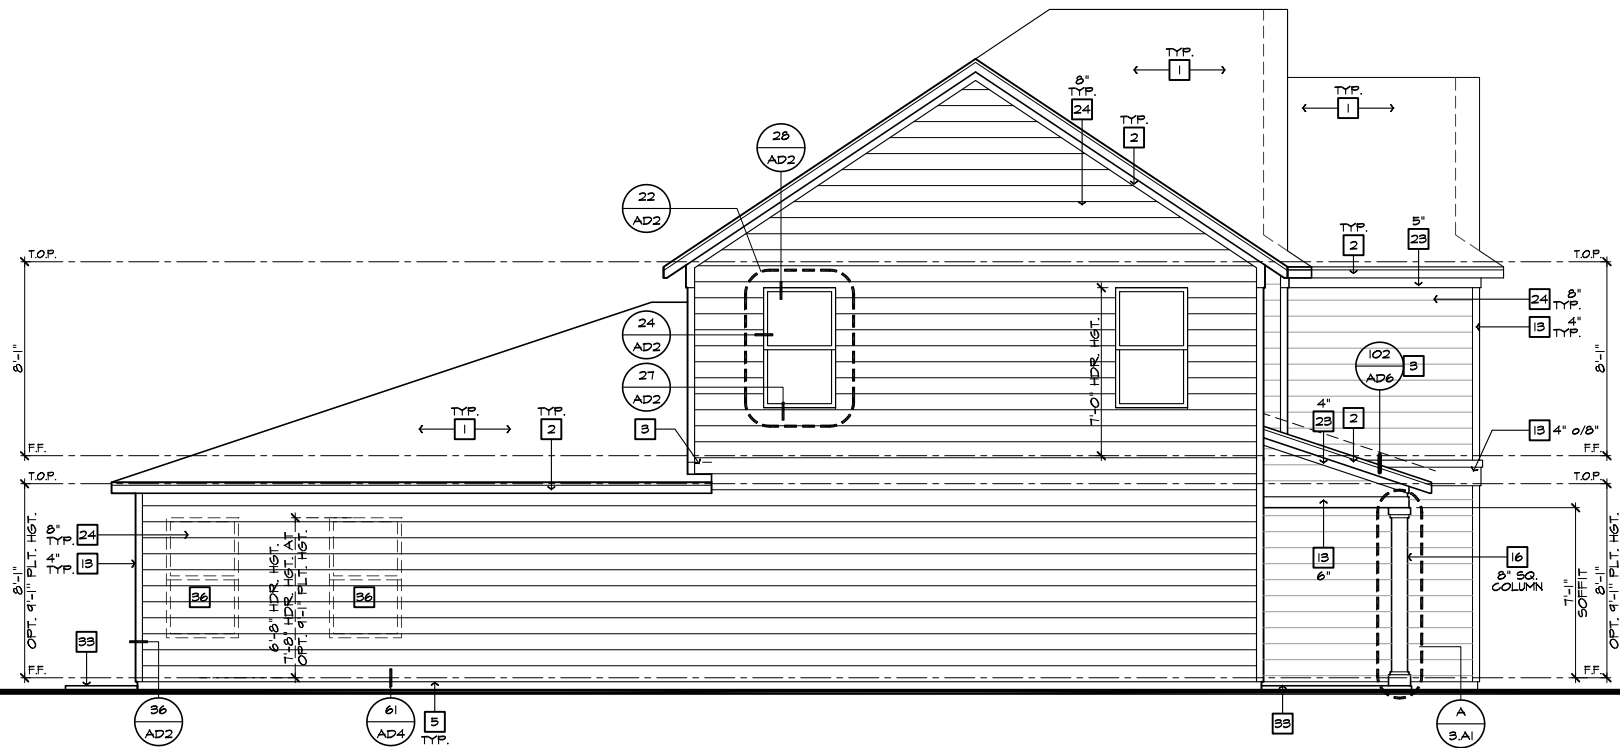 TYP.
1
TYP.
1
8"
TYP.
24
TYP.
2
28
AD2
22
AD2
5"
23
TYP.
2
T.O.P.
T.O.P.
24
8"
TYP.
13
4"
TYP.
24
AD2
27
AD2
102
AD6
3
8'-1"
7'-0" HDR. HGT.
8'-1"
TYP.
1
TYP.
2
3
4"
23
2
13
4" o/8"
F.F.
F.F.
T.O.P.
T.O.P.
8"
TYP.
24
4"
TYP.
13
8'-1"
OPT. 9'-1" PLT. HGT.
36
36
6'-8" HDR. HGT.
7'-8" HDR. HGT. AT
OPT. 9'-1" PLT. HGT.
13
6"
16
8" SQ.
COLUMN
7'-1"
SOFFIT
8'-1"
OPT. 9'-1" PLT. HGT.
33
F.F.
F.F.
36
AD2
61
AD4
5
TYP.
33
A
3.A1